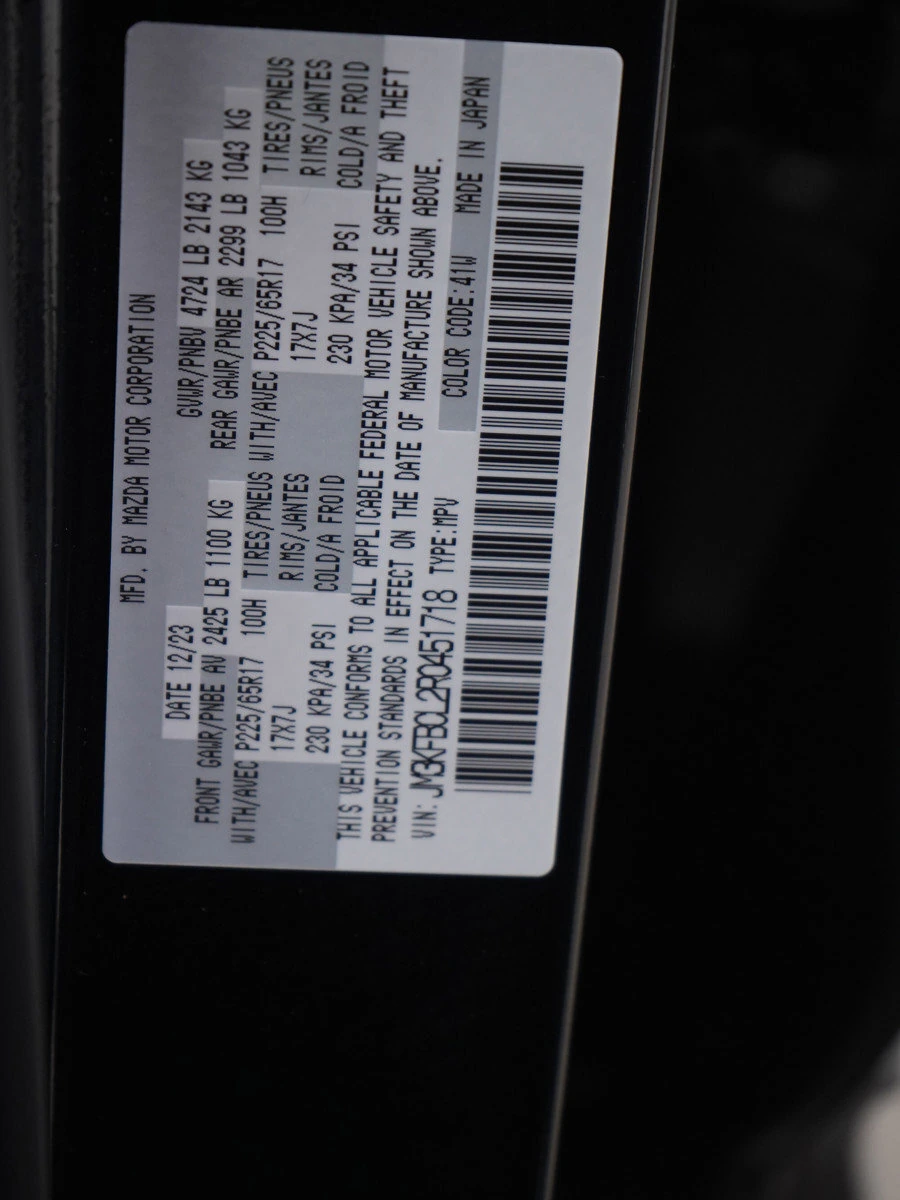 MFD. BY MAZDA MOTOR CORPORATION
DATE 12/23 GVWR/PNBV 4724 LB 2143 KG
FRONT GAWR/PNBE AV 2425 LB 1100 KG REAR GAWR/PNBE AR 2299 LB 1043 KG
WITH/AVEC P225/65R17 100H TIRES/PNEUS WITH/AVEC P225/65R17 100H TIRES/PNEUS
17X7J RIMS/JANTES 17X7J RIMS/JANTES
230 KPA/34 PSI COLD/A FROID 230 KPA/34 PSI COLD/A FROID
THIS VEHICLE CONFORMS TO ALL APPLICABLE FEDERAL MOTOR VEHICLE SAFETY AND THEFT
PREVENTION STANDARDS IN EFFECT ON THE DATE OF MANUFACTURE SHOWN ABOVE.
VIN: JM3KFBCL2R0451718 TYPE:MPV COLOR CODE:41W MADE IN JAPAN